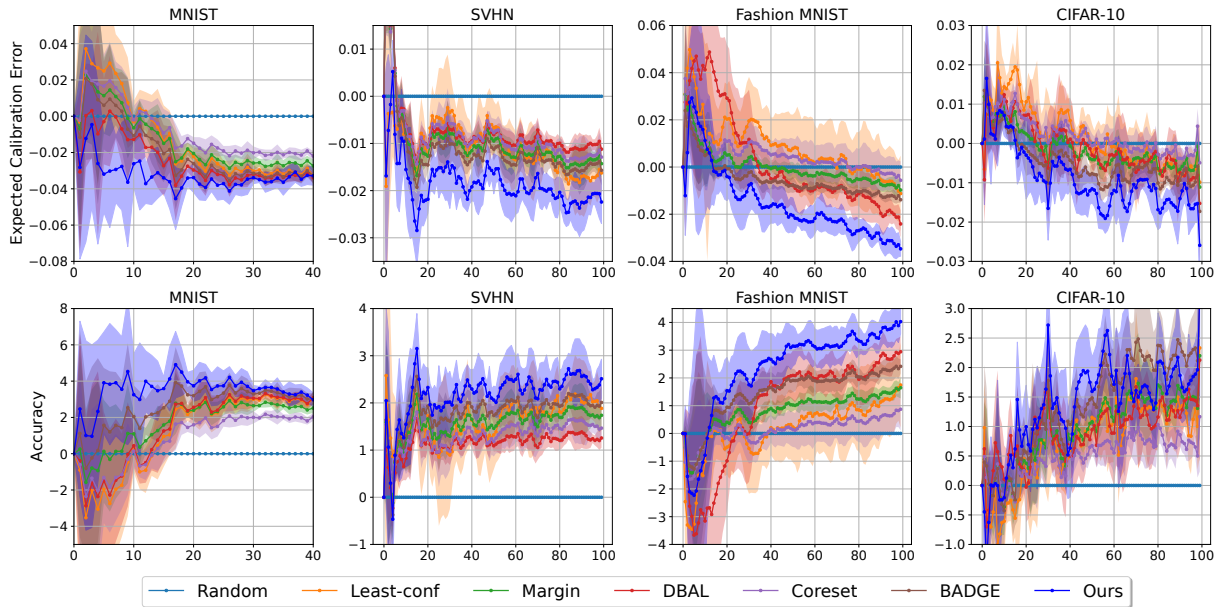 MNIST SVHN Fashion MNIST CIFAR-10
Expected Calibration Error
0.04 0.02 0.00 −0.02 −0.04 −0.06 −0.08
0 10 20 30 40
0.01 0.00 −0.01 −0.02 −0.03
0 20 40 60 80 100
0.06 0.04 0.02 0.00 −0.02 −0.04
0 20 40 60 80 100
0.03 0.02 0.01 0.00 −0.01 −0.02 −0.03
0 20 40 60 80 100
MNIST SVHN Fashion MNIST CIFAR-10
Accuracy
8 6 4 2 0 −2 −4
0 10 20 30 40
4 3 2 1 0 −1
0 20 40 60 80 100
4 3 2 1 0 −1 −2 −3 −4
0 20 40 60 80 100
3.0 2.5 2.0 1.5 1.0 0.5 0.0 −0.5 −1.0
0 20 40 60 80 100
Random Least-conf Margin DBAL Coreset BADGE Ours